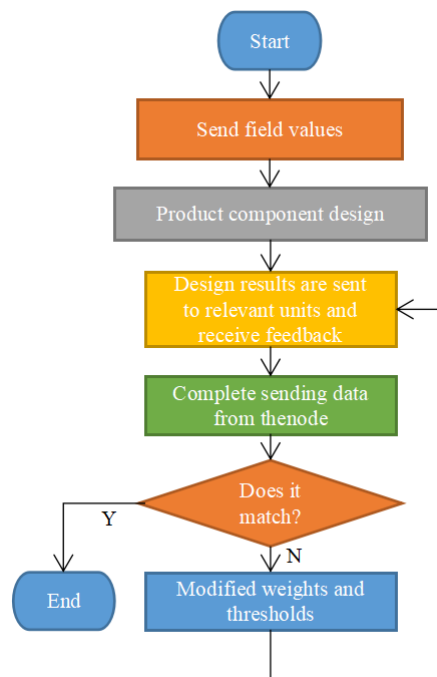 Start
Send field values
Product component design
Design results are sent
to relevant units and
receive feedback
Complete sending data
from thenode
Does it
match?
Y
N
End
Modified weights and
thresholds